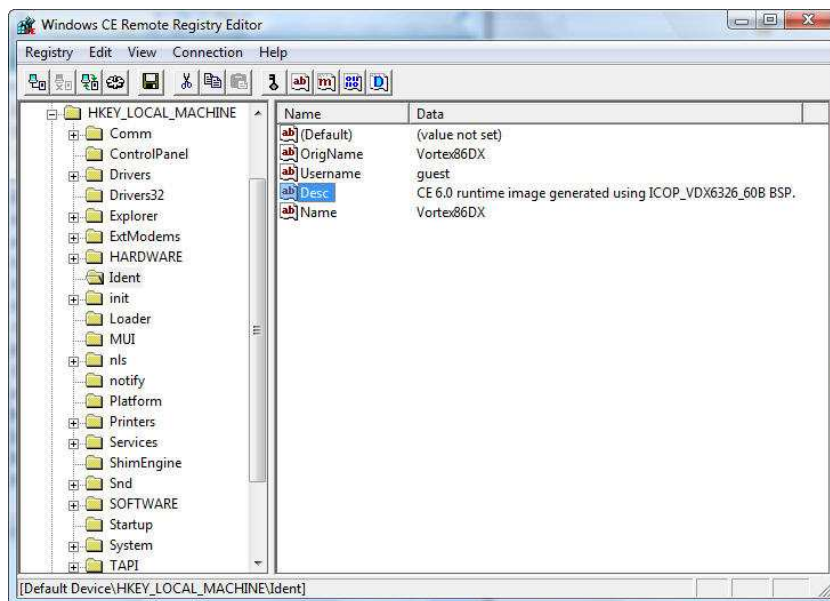 Windows CE Remote Registry Editor
Registry Edit View Connection Help
HKEY_LOCAL_MACHINE
Comm
ControlPanel
Drivers
Drivers32
Explorer
ExtModems
HARDWARE
Ident
init
Loader
MUI
nls
notify
Platform
Printers
Services
ShimEngine
Snd
SOFTWARE
Startup
System
TAPI
Name Data
(Default) (value not set)
OrigName Vortex86DX
Username guest
Desc CE 6.0 runtime image generated using ICOP_VDX6326_60B BSP.
Name Vortex86DX
[Default Device\HKEY_LOCAL_MACHINE\Ident]